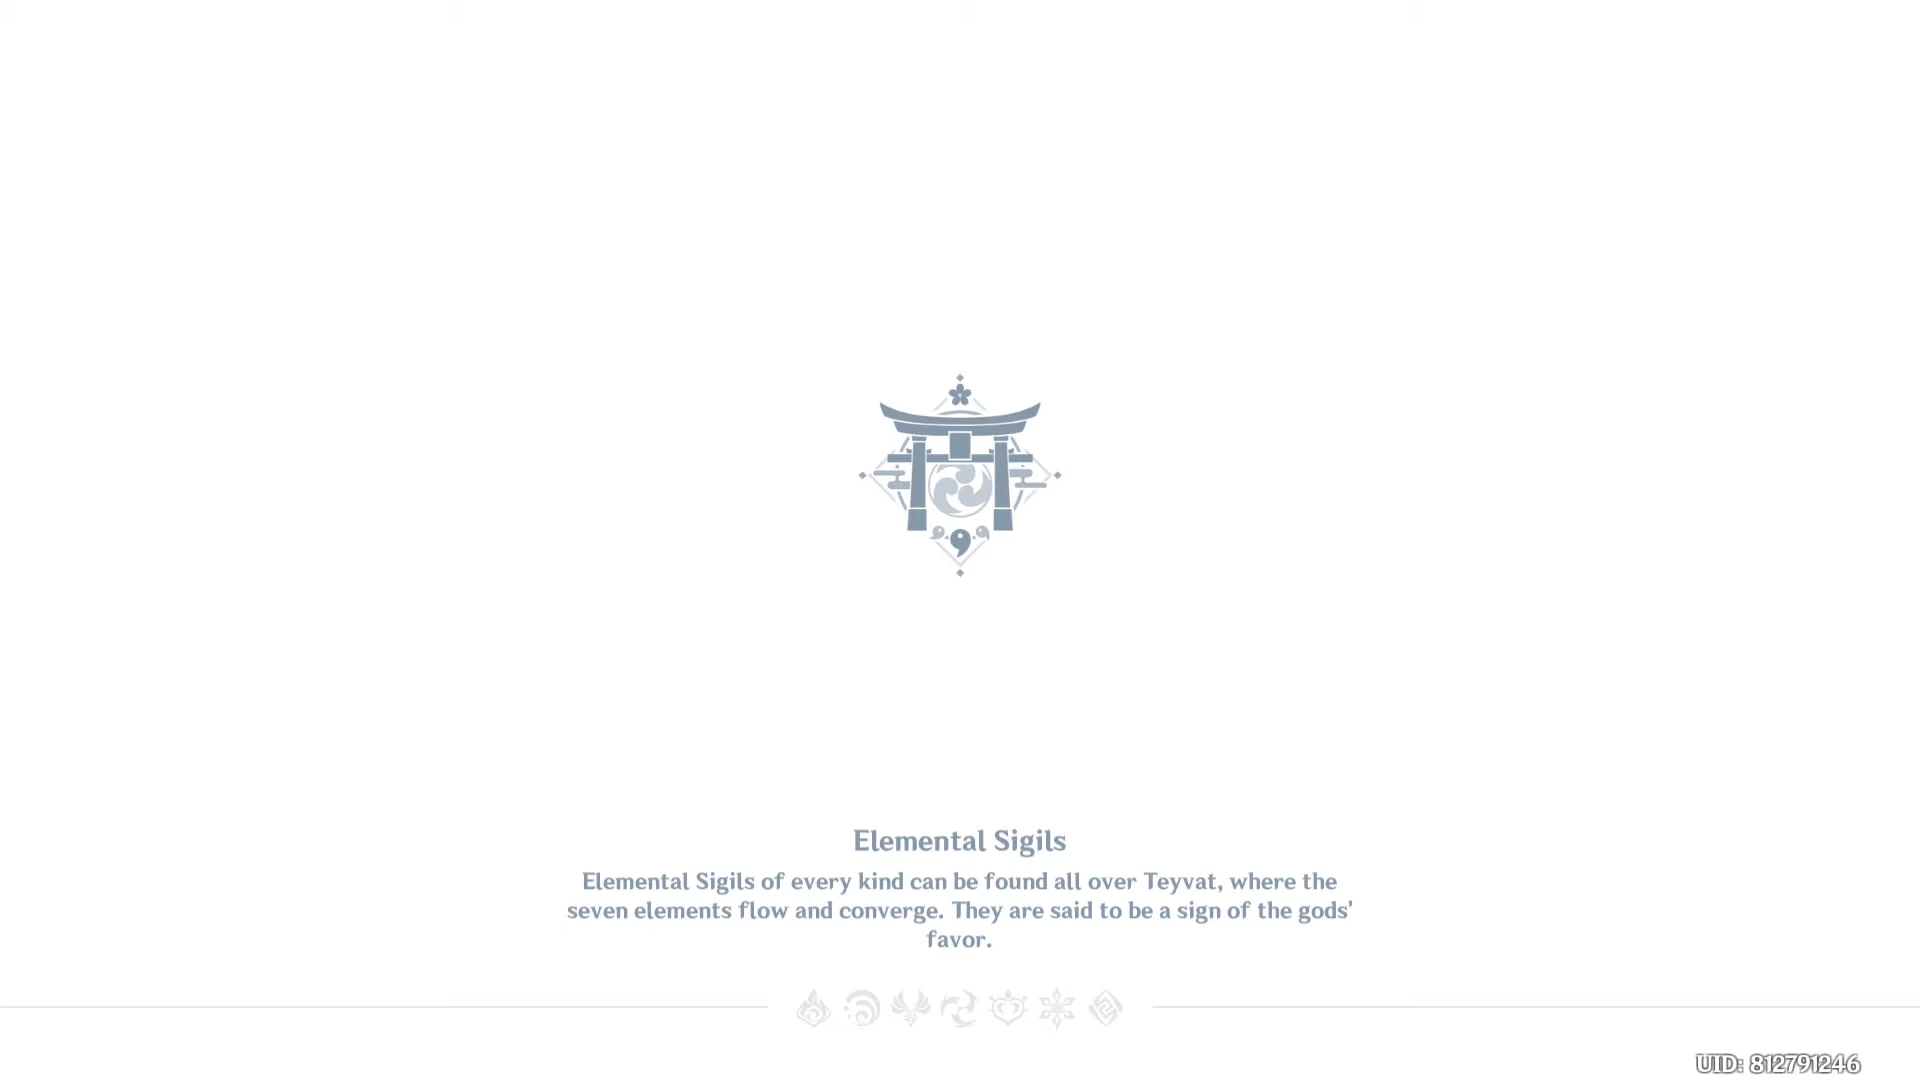 Elemental Sigils
Elemental Sigils of every kind can be found all over Teyvat, where the
seven elements flow and converge. They are said to be a sign of the gods'
favor.
UID: 812791246